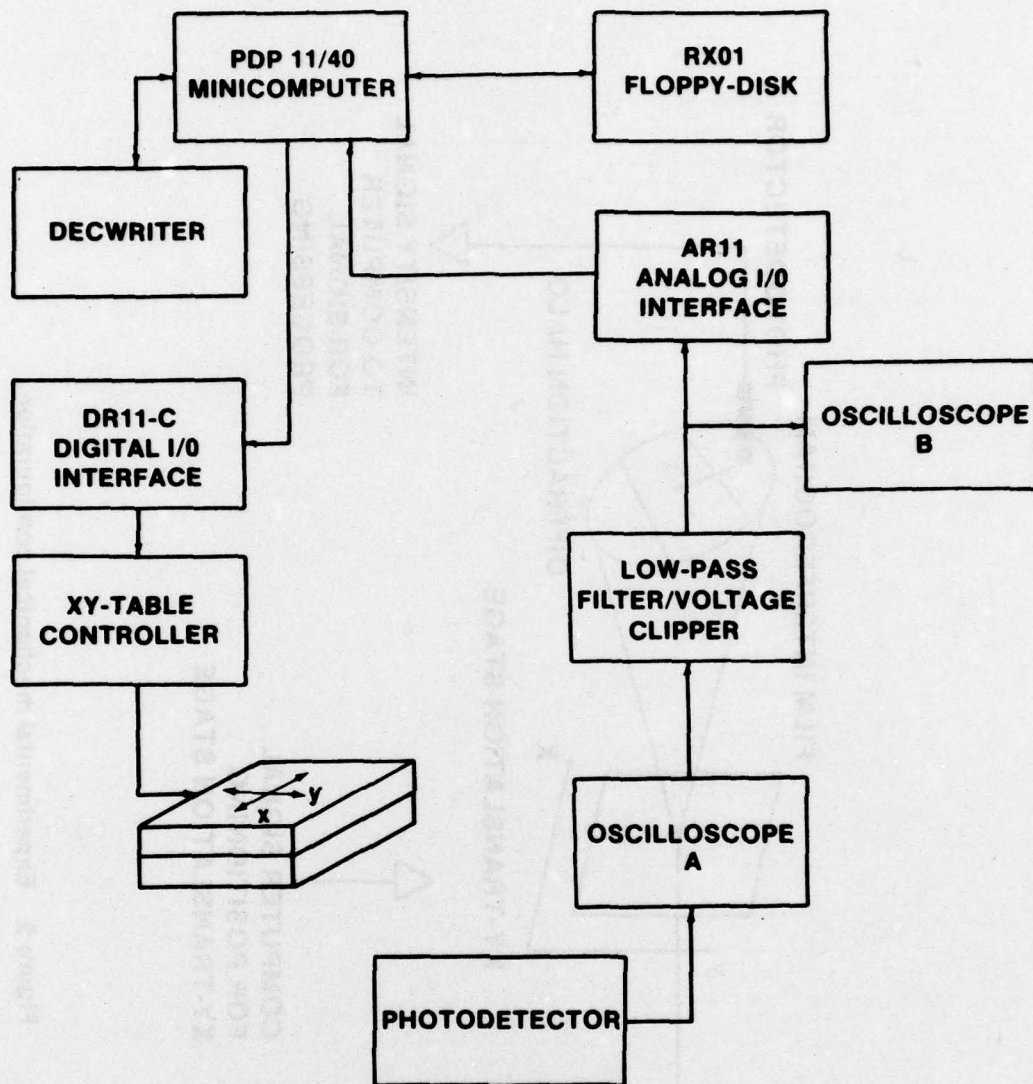 PDP 11/40
MINICOMPUTER
RX01
FLOPPY-DISK
DECWRITER
AR11
ANALOG I/0
INTERFACE
DR11-C
DIGITAL I/0
INTERFACE
OSCILLOSCOPE
B
XY-TABLE
CONTROLLER
LOW-PASS
FILTER/VOLTAGE
CLIPPER
y
x
OSCILLOSCOPE
A
PHOTODETECTOR